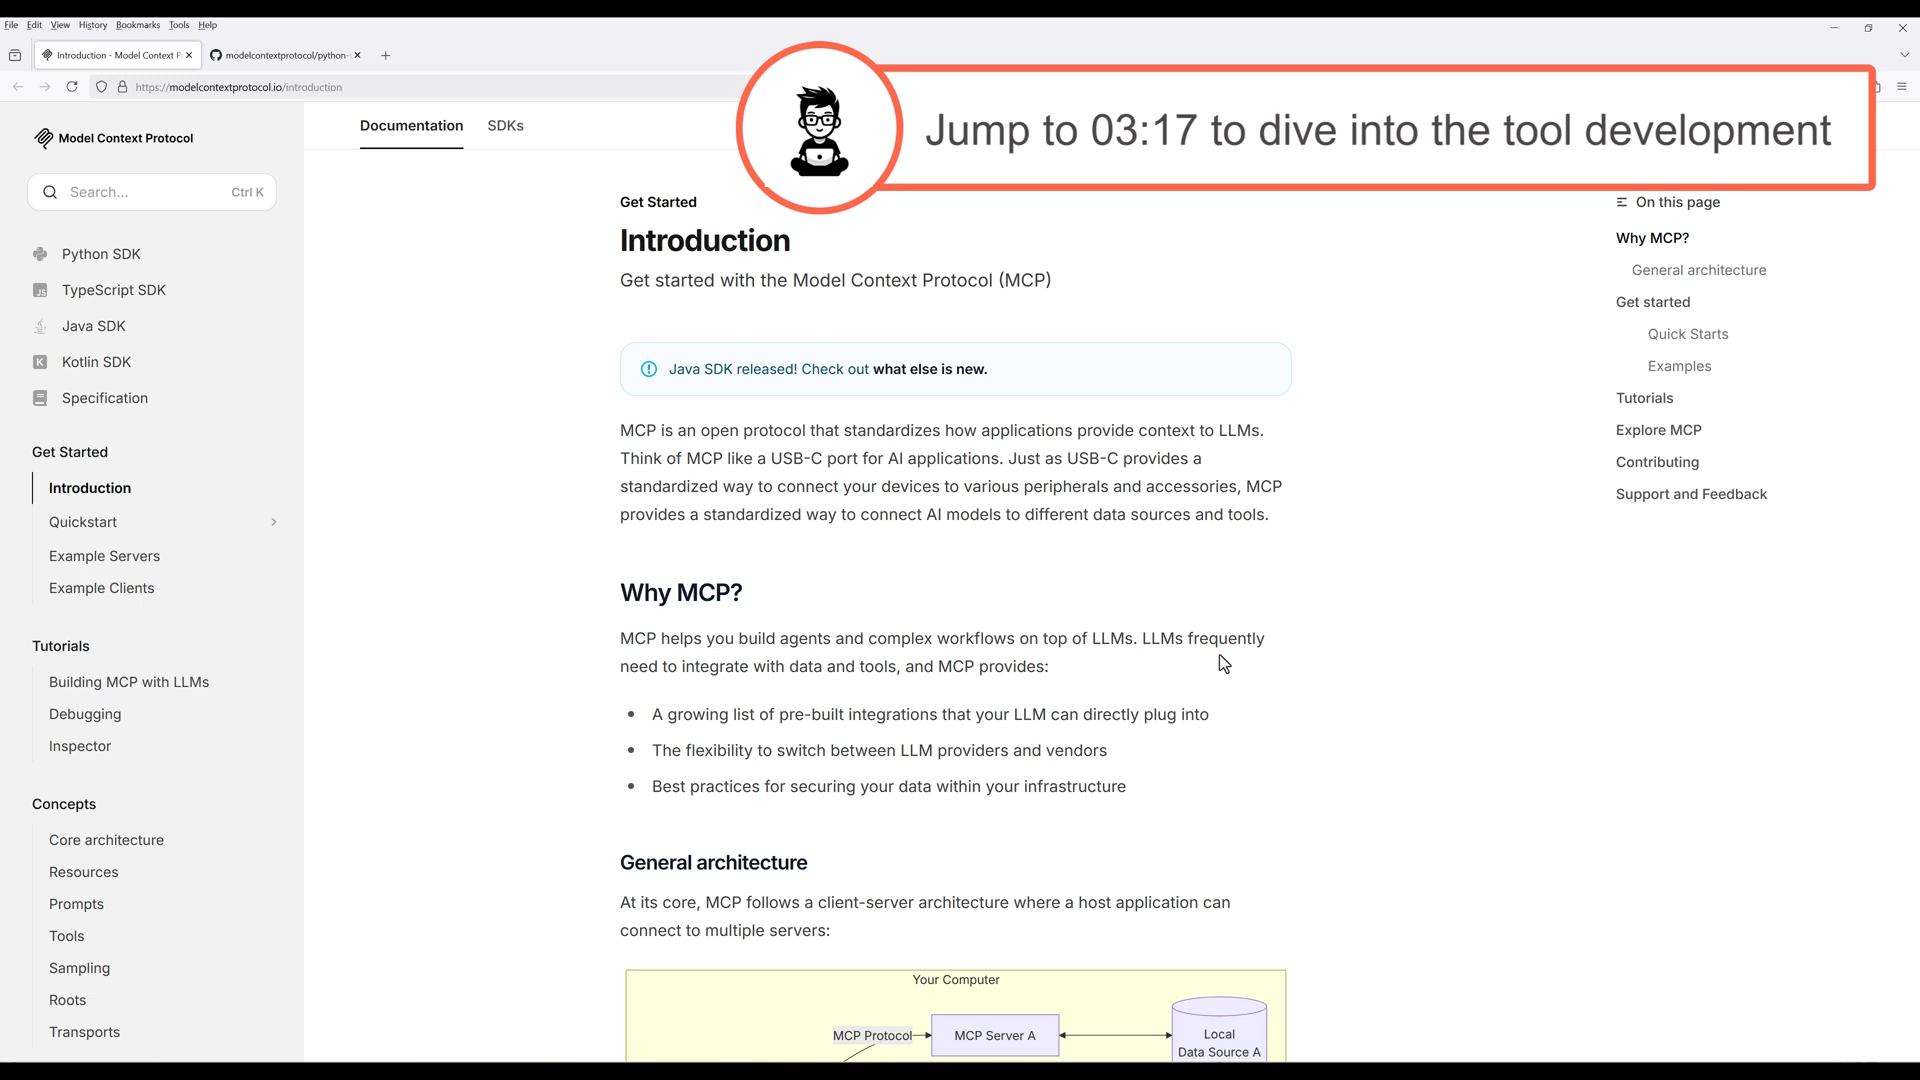 File Edit View History Bookmarks Tools Help
Introduction - Model Context P
modelcontextprotocol/python-
https://modelcontextprotocol.io/introduction
Jump to 03:17 to dive into the tool development
Model Context Protocol
Search...
Ctrl K
Python SDK
TypeScript SDK
Java SDK
Kotlin SDK
Specification
Get Started
Introduction
Quickstart
Example Servers
Example Clients
Tutorials
Building MCP with LLMs
Debugging
Inspector
Concepts
Core architecture
Resources
Prompts
Tools
Sampling
Roots
Transports
Documentation
SDKs
Get Started
Introduction
Get started with the Model Context Protocol (MCP)
Java SDK released! Check out what else is new.
MCP is an open protocol that standardizes how applications provide context to LLMs.
Think of MCP like a USB-C port for AI applications. Just as USB-C provides a
standardized way to connect your devices to various peripherals and accessories, MCP
provides a standardized way to connect AI models to different data sources and tools.
Why MCP?
MCP helps you build agents and complex workflows on top of LLMs. LLMs frequently
need to integrate with data and tools, and MCP provides:
• A growing list of pre-built integrations that your LLM can directly plug into
• The flexibility to switch between LLM providers and vendors
• Best practices for securing your data within your infrastructure
General architecture
At its core, MCP follows a client-server architecture where a host application can
connect to multiple servers:
Your Computer
MCP Protocol
MCP Server A
Local
Data Source A
On this page
Why MCP?
General architecture
Get started
Quick Starts
Examples
Tutorials
Explore MCP
Contributing
Support and Feedback